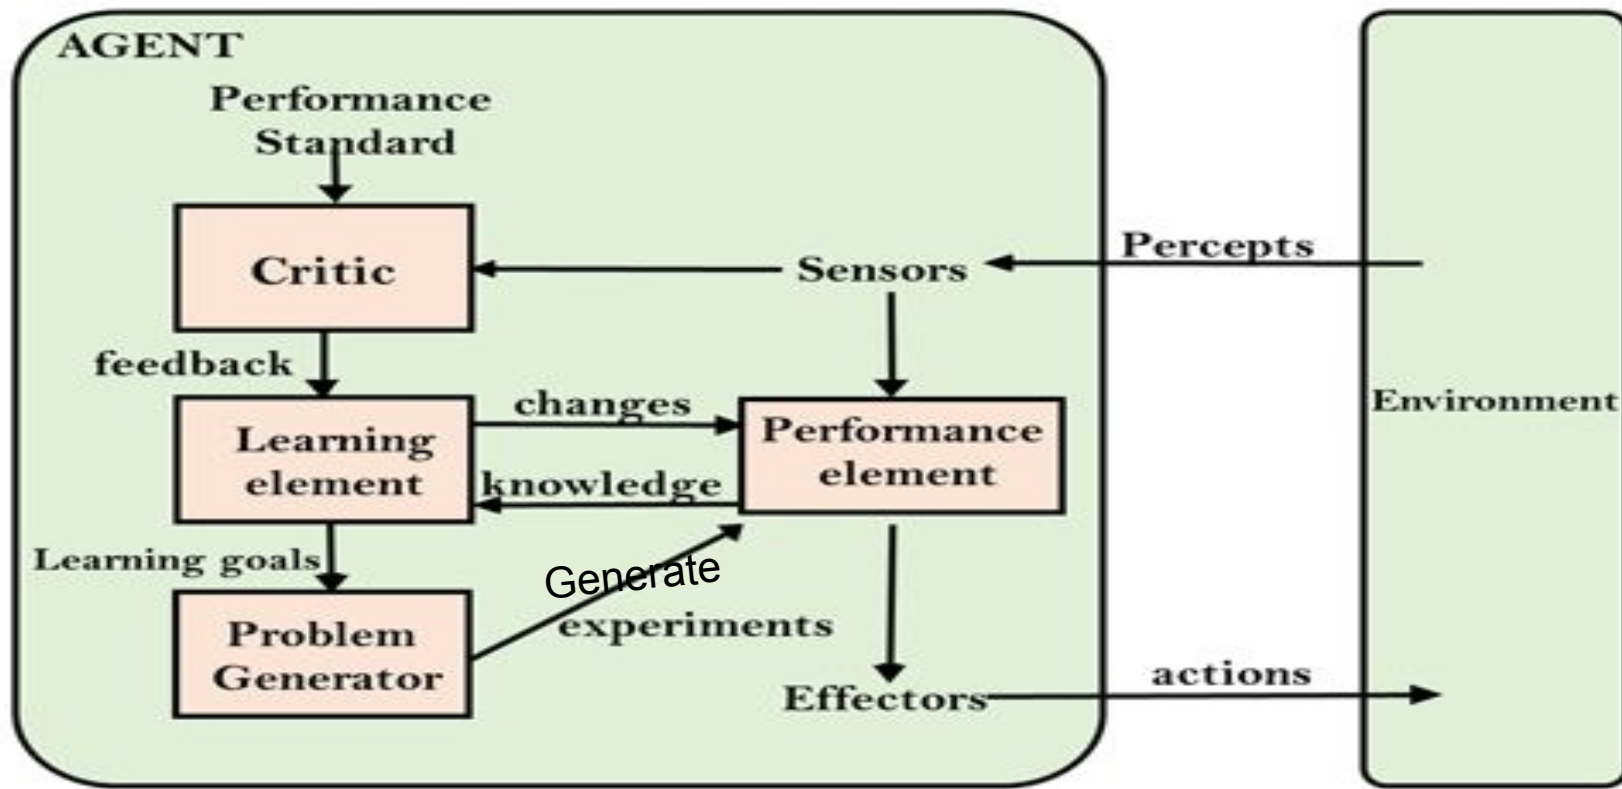 AGENT
Performance
Standard
Critic
Sensors
Percepts
feedback
changes
Learning
element
knowledge
Performance
element
Environment
Learning goals
Generate
experiments
Problem
Generator
Effectors
actions